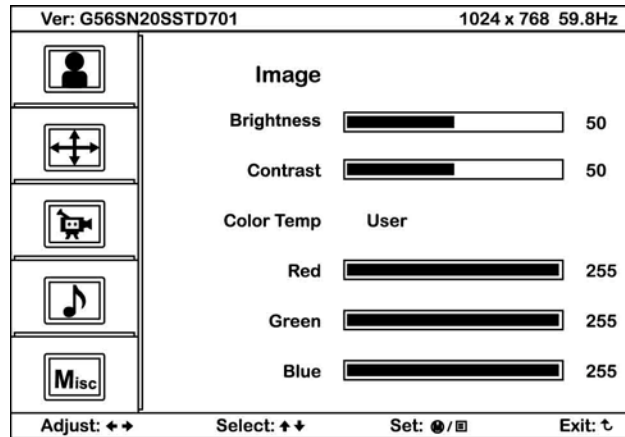 Ver: G56SN20SSTD701 1024 x 768 59.8Hz
Image
Brightness 50
Contrast 50
Color Temp User
Red 255
Green 255
Blue 255
Misc
Adjust: ←→ Select: ↑↓ Set: Ⓜ/▣ Exit: ↻